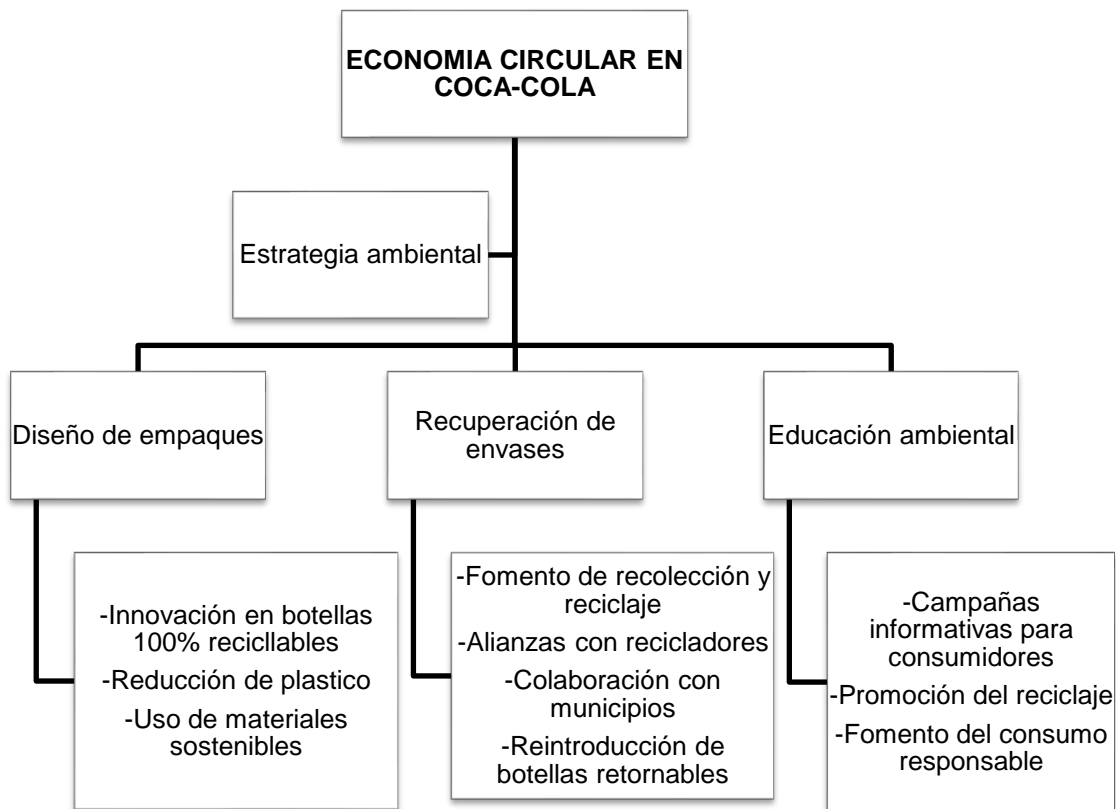 ECONOMIA CIRCULAR EN
COCA-COLA
Estrategia ambiental
Diseño de empaques
Recuperación de
envases
Educación ambiental
-Innovación en botellas
100% recicllables
-Reducción de plastico
-Uso de materiales
sostenibles
-Fomento de recolección y
reciclaje
-Alianzas con recicladores
-Colaboración con
municipios
-Reintroducción de
botellas retornables
-Campañas
informativas para
consumidores
-Promoción del reciclaje
-Fomento del consumo
responsable